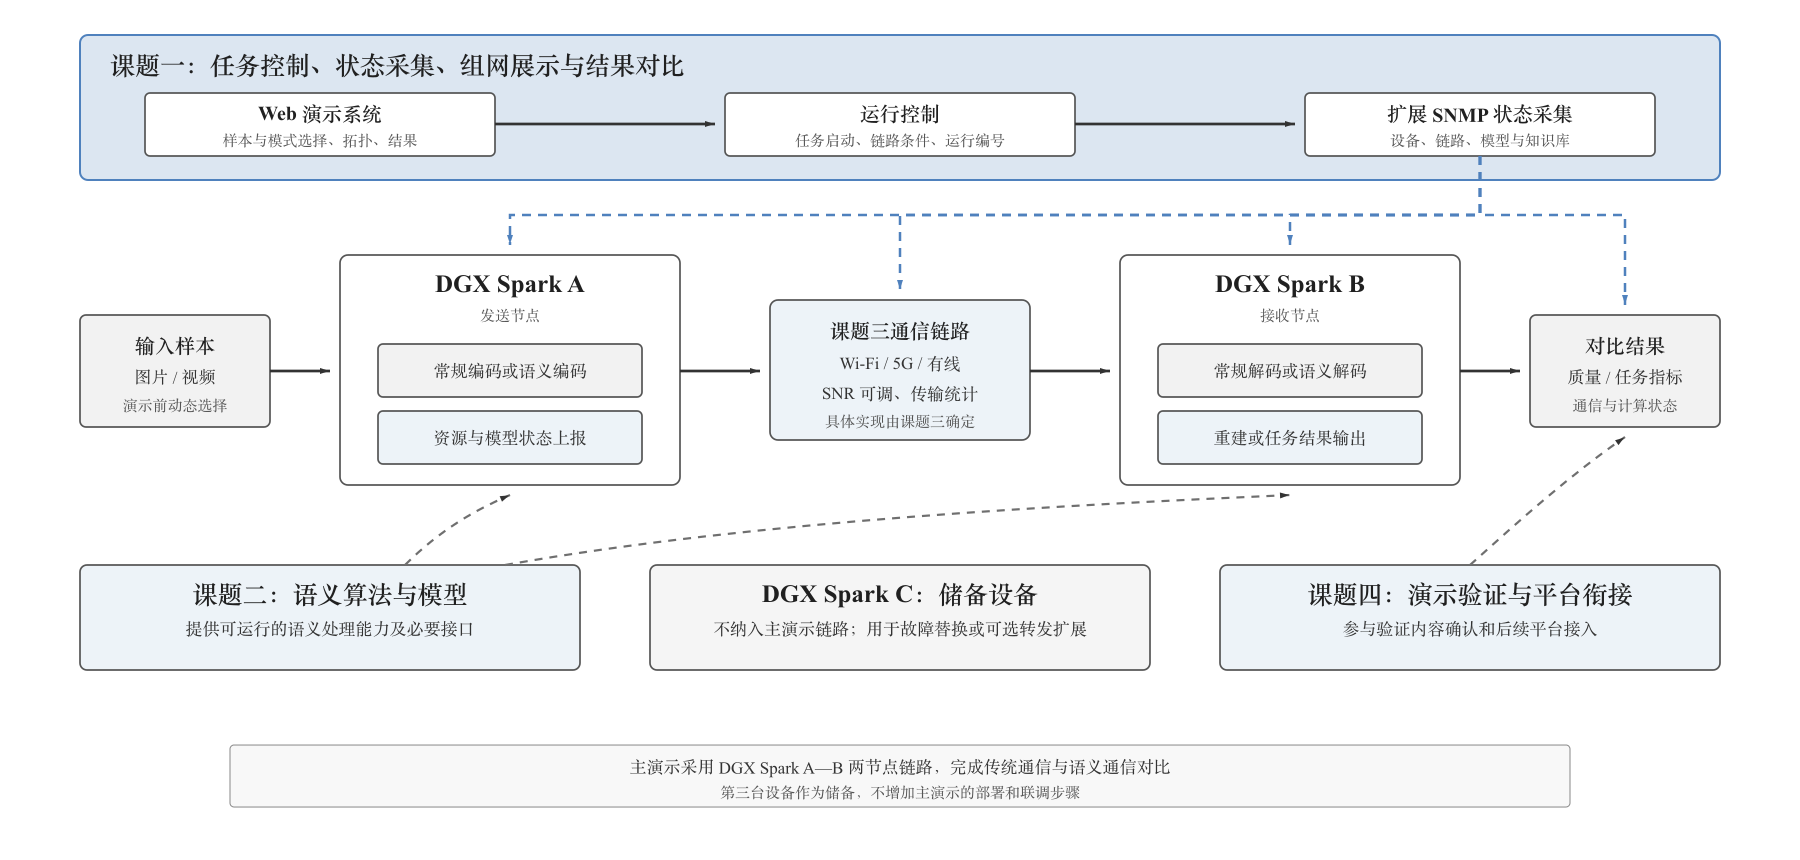 课题一：任务控制、状态采集、组网展示与结果对比
Web 演示系统
样本与模式选择、拓扑、结果
运行控制
任务启动、链路条件、运行编号
扩展 SNMP 状态采集
设备、链路、模型与知识库
输入样本
图片 / 视频
演示前动态选择
DGX Spark A
发送节点
常规编码或语义编码
资源与模型状态上报
课题三通信链路
Wi-Fi / 5G / 有线
SNR 可调、传输统计
具体实现由课题三确定
DGX Spark B
接收节点
常规解码或语义解码
重建或任务结果输出
对比结果
质量 / 任务指标
通信与计算状态
课题二：语义算法与模型
提供可运行的语义处理能力及必要接口
DGX Spark C：储备设备
不纳入主演示链路；用于故障替换或可选转发扩展
课题四：演示验证与平台衔接
参与验证内容确认和后续平台接入
主演示采用 DGX Spark A—B 两节点链路，完成传统通信与语义通信对比
第三台设备作为储备，不增加主演示的部署和联调步骤